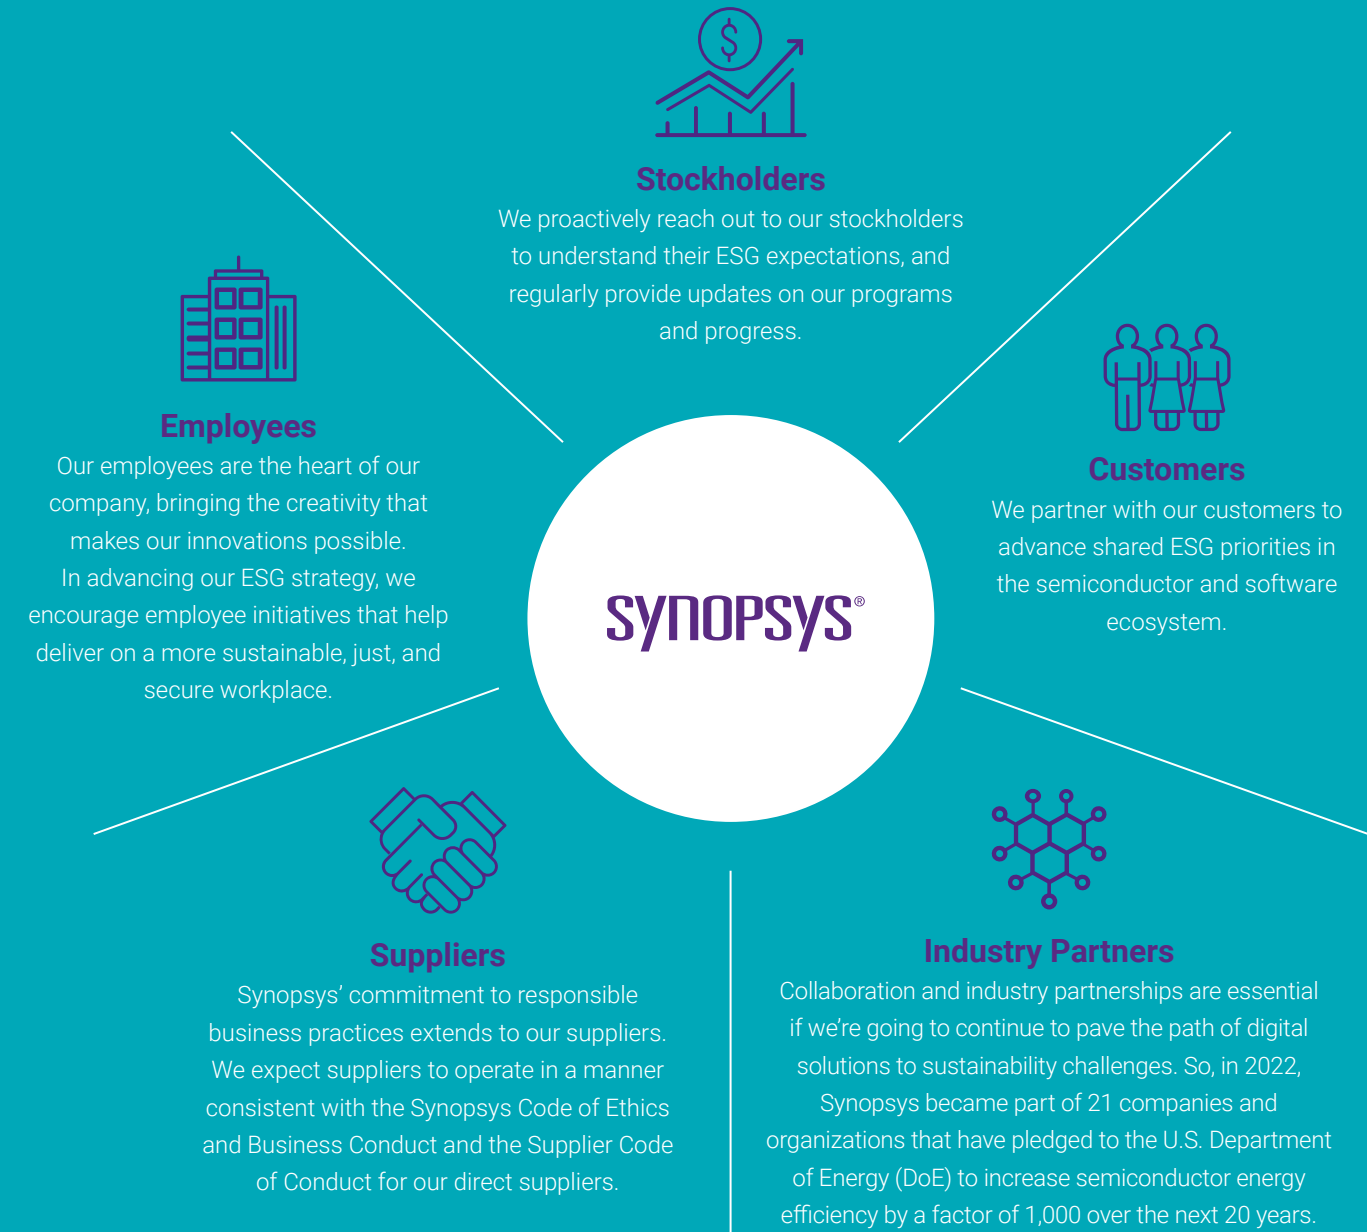 Stockholders
We proactively reach out to our stockholders
to understand their ESG expectations, and
regularly provide updates on our programs
and progress.
Employees
Our employees are the heart of our
company, bringing the creativity that
makes our innovations possible.
In advancing our ESG strategy, we
encourage employee initiatives that help
deliver on a more sustainable, just, and
secure workplace.
Customers
We partner with our customers to
advance shared ESG priorities in
the semiconductor and software
ecosystem.
SYNOPSYS®
Suppliers
Synopsys’ commitment to responsible
business practices extends to our suppliers.
We expect suppliers to operate in a manner
consistent with the Synopsys Code of Ethics
and Business Conduct and the Supplier Code
of Conduct for our direct suppliers.
Industry Partners
Collaboration and industry partnerships are essential
if we’re going to continue to pave the path of digital
solutions to sustainability challenges. So, in 2022,
Synopsys became part of 21 companies and
organizations that have pledged to the U.S. Department
of Energy (DoE) to increase semiconductor energy
efficiency by a factor of 1,000 over the next 20 years.
$